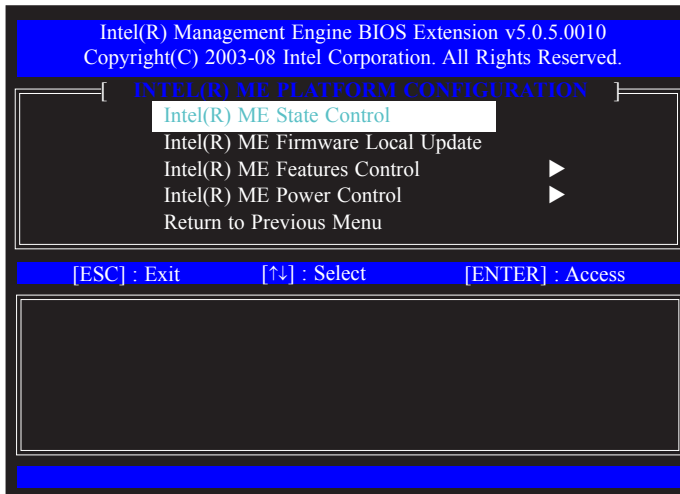 Intel(R) Management Engine BIOS Extension v5.0.5.0010
Copyright(C) 2003-08 Intel Corporation. All Rights Reserved.
[ INTEL(R) ME PLATFORM CONFIGURATION ]
Intel(R) ME State Control
Intel(R) ME Firmware Local Update
Intel(R) ME Features Control ▶
Intel(R) ME Power Control ▶
Return to Previous Menu
[ESC] : Exit [↑↓] : Select [ENTER] : Access